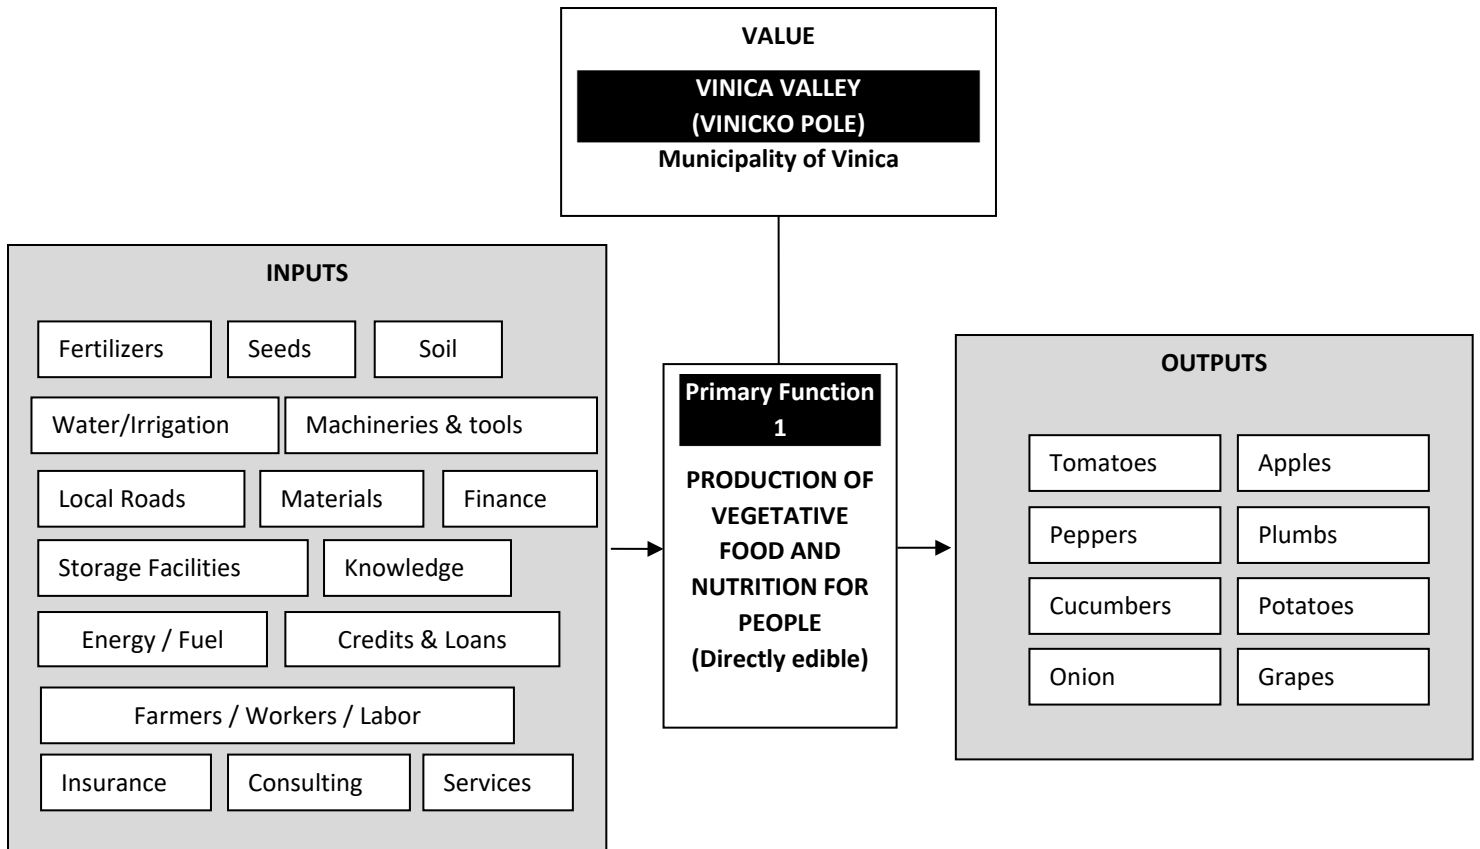 VALUE
VINICA VALLEY
(VINICKO POLE)
Municipality of Vinica
INPUTS
Fertilizers
Seeds
Soil
Water/Irrigation
Machineries & tools
Local Roads
Materials
Finance
Storage Facilities
Knowledge
Energy / Fuel
Credits & Loans
Farmers / Workers / Labor
Insurance
Consulting
Services
Primary Function
1
PRODUCTION OF
VEGETATIVE
FOOD AND
NUTRITION FOR
PEOPLE
(Directly edible)
OUTPUTS
Tomatoes
Apples
Peppers
Plumbs
Cucumbers
Potatoes
Onion
Grapes